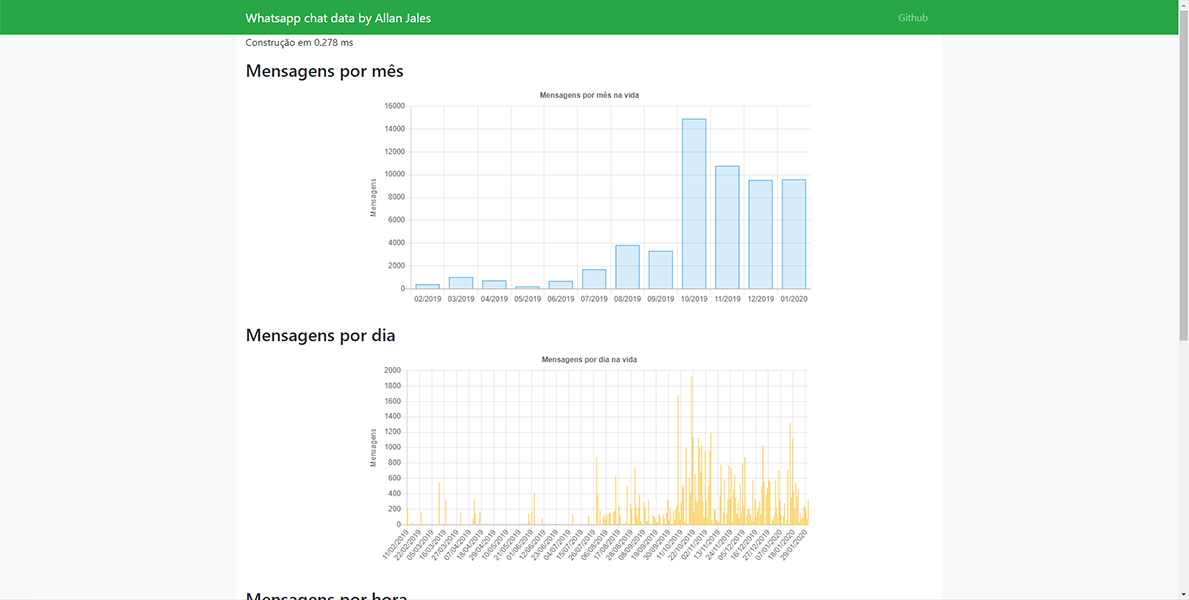 Whatsapp chat data by Allan Jales
Github
Construção em 0.278 ms
Mensagens por mês
Mensagens por mês na vida
16000
14000
12000
10000
8000
6000
4000
2000
0
Mensagens
02/2019 03/2019 04/2019 05/2019 06/2019 07/2019 08/2019 09/2019 10/2019 11/2019 12/2019 01/2020
Mensagens por dia
Mensagens por dia na vida
2000
1800
1600
1400
1200
1000
800
600
400
200
0
Mensagens
11/02/2019 22/02/2019 05/03/2019 16/03/2019 27/03/2019 07/04/2019 18/04/2019 29/04/2019 10/05/2019 21/05/2019 01/06/2019 12/06/2019 23/06/2019 04/07/2019 15/07/2019 26/07/2019 06/08/2019 17/08/2019 28/08/2019 08/09/2019 19/09/2019 30/09/2019 11/10/2019 22/10/2019 02/11/2019 13/11/2019 24/11/2019 05/12/2019 16/12/2019 27/12/2019 07/01/2020 18/01/2020 29/01/2020
Mensagens por hora